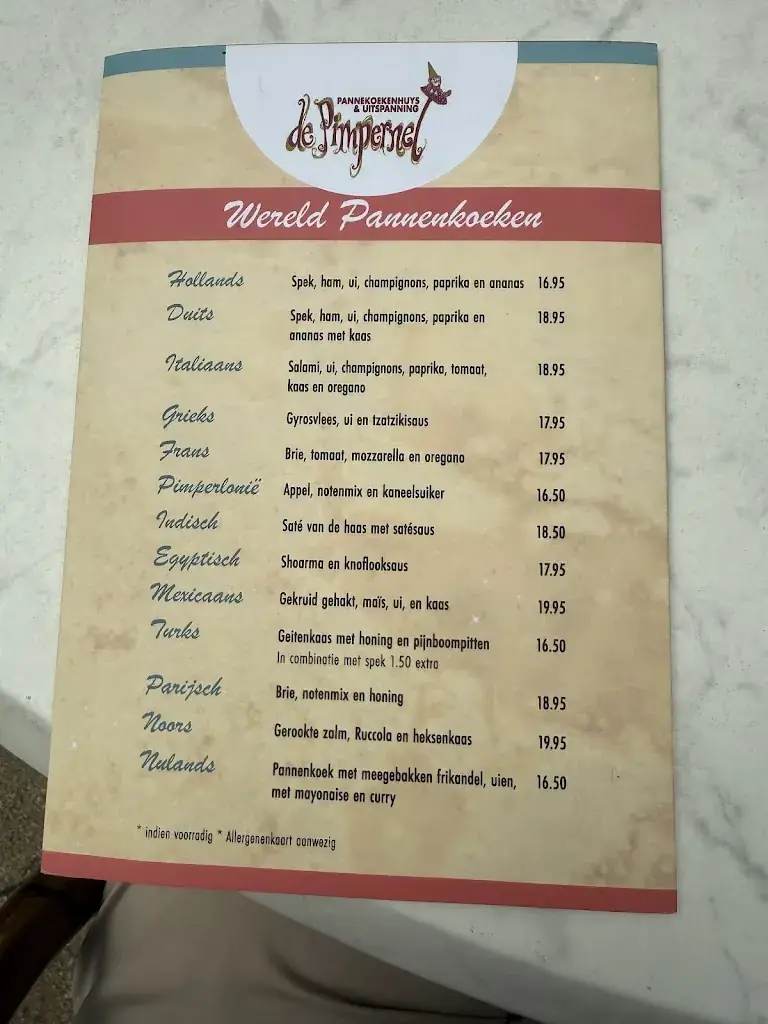 PANNEKOEKENHUYS
& UITSPANNING
de Pimpernel
Wereld Pannenkoeken
Hollands Spek, ham, ui, champignons, paprika en ananas 16.95
Duits Spek, ham, ui, champignons, paprika en 18.95
ananas met kaas
Italiaans Salami, ui, champignons, paprika, tomaat, 18.95
kaas en oregano
Grieks Gyrosvlees, ui en tzatzikisaus 17.95
Frans Brie, tomaat, mozzarella en oregano 17.95
Pimperlonië Appel, notenmix en kaneelsuiker 16.50
Indisch Saté van de haas met satésaus 18.50
Egyptisch Shoarma en knoflooksaus 17.95
Mexicaans Gekruid gehakt, maïs, ui, en kaas 19.95
Turks Geitenkaas met honing en pijnboompitten 16.50
In combinatie met spek 1.50 extra
Parijsch Brie, notenmix en honing 18.95
Noors Gerookte zalm, Ruccola en heksenkaas 19.95
Nulands Pannenkoek met meegebakken frikandel, uien, 16.50
met mayonaise en curry
* indien voorradig * Allergenenkaart aanwezig